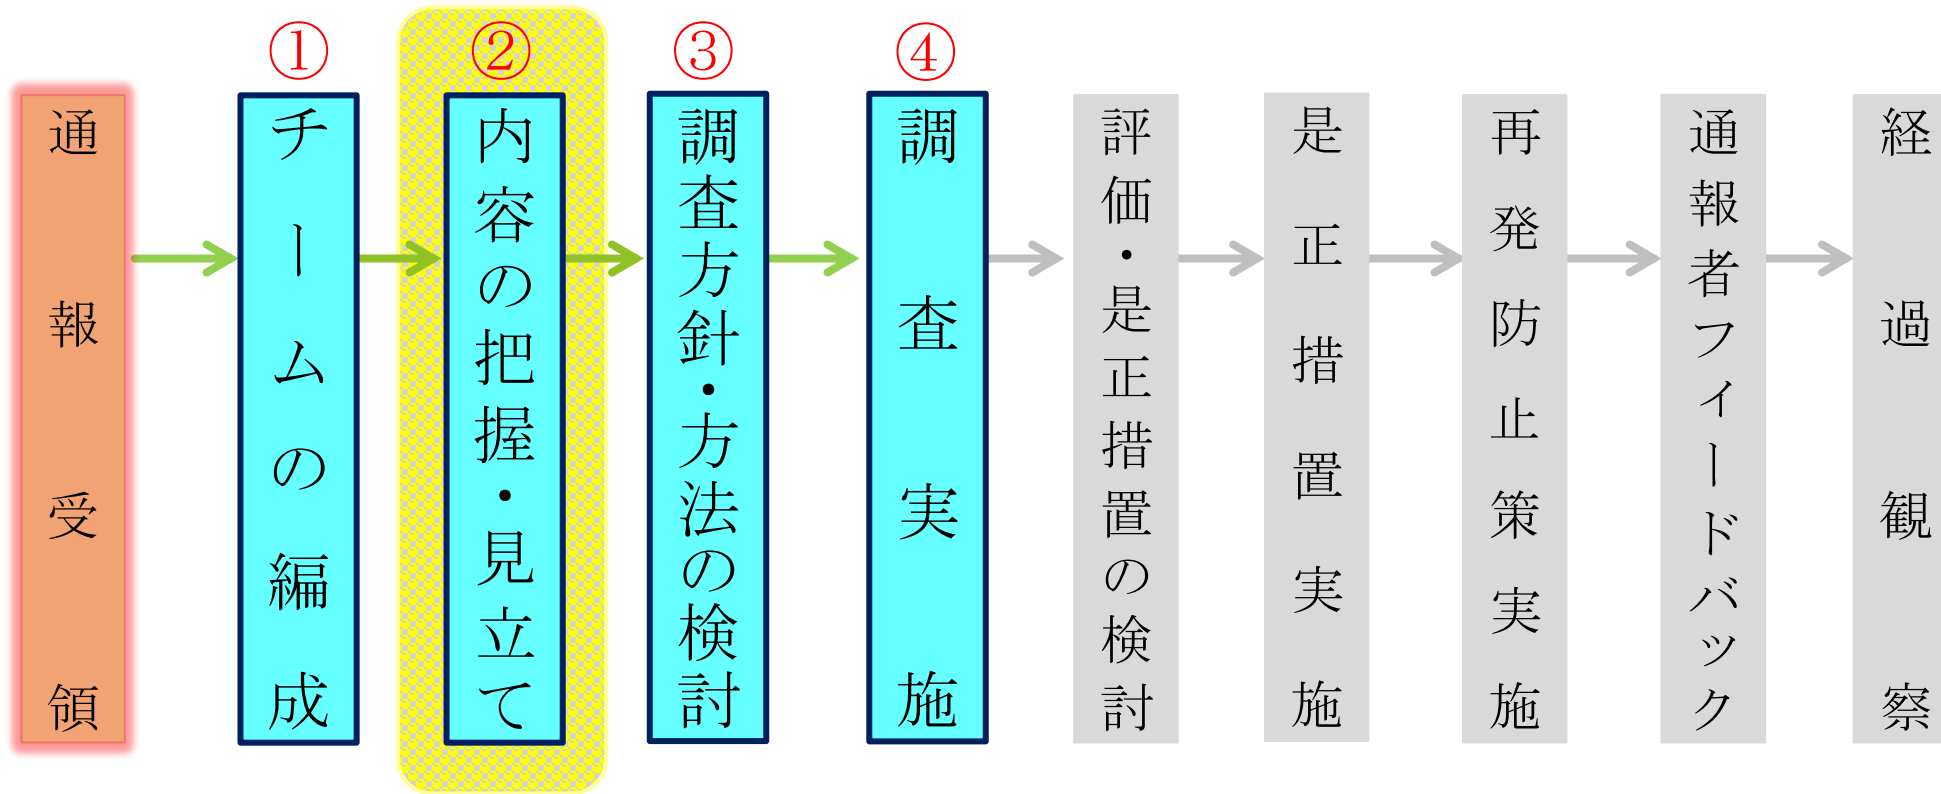 通報受領
①
チームの編成
②
内容の把握・見立て
③
調査方針・方法の検討
④
調査実施
評価・是正措置の検討
是正措置実施
再発防止策実施
通報者フィードバック
経過観察